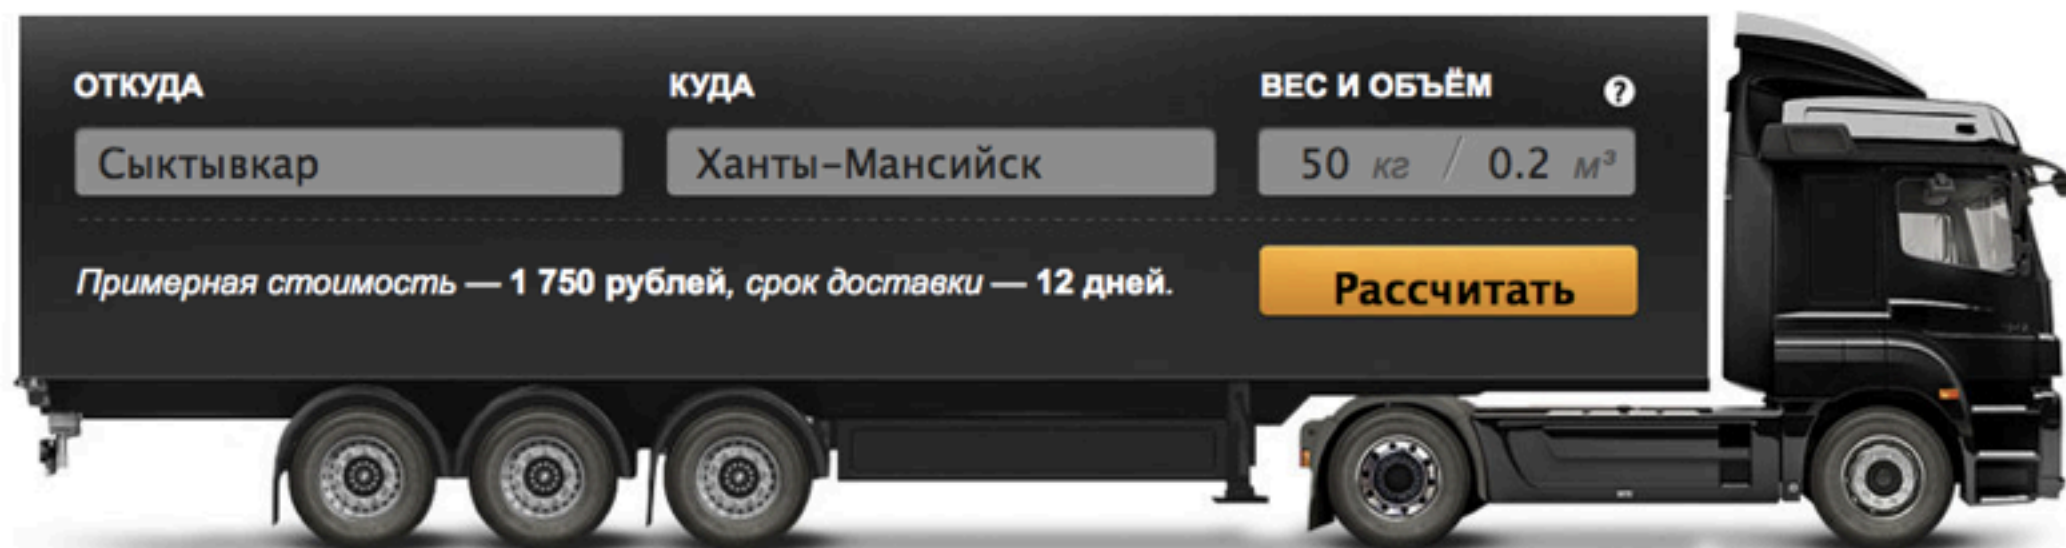 ОТКУДА КУДА ВЕС И ОБЪЁМ ?
Сыктывкар Ханты-Мансийск 50 кг / 0.2 м³
Примерная стоимость — 1 750 рублей, срок доставки — 12 дней.
Рассчитать